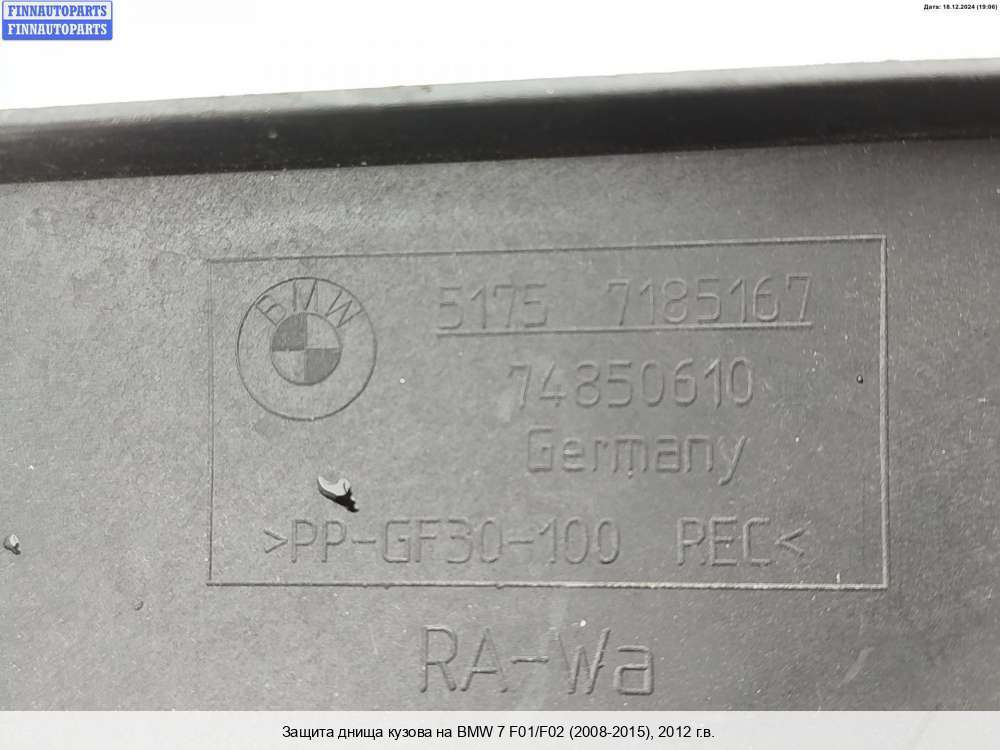 FINNAUTOPARTS
FINNAUTOPARTS
Дата: 18.12.2024 (19:06)
BMW
5175 7185167
74850610
Germany
>PP-GF30-100 REC<
RA-Wa
Защита днища кузова на BMW 7 F01/F02 (2008-2015), 2012 г.в.